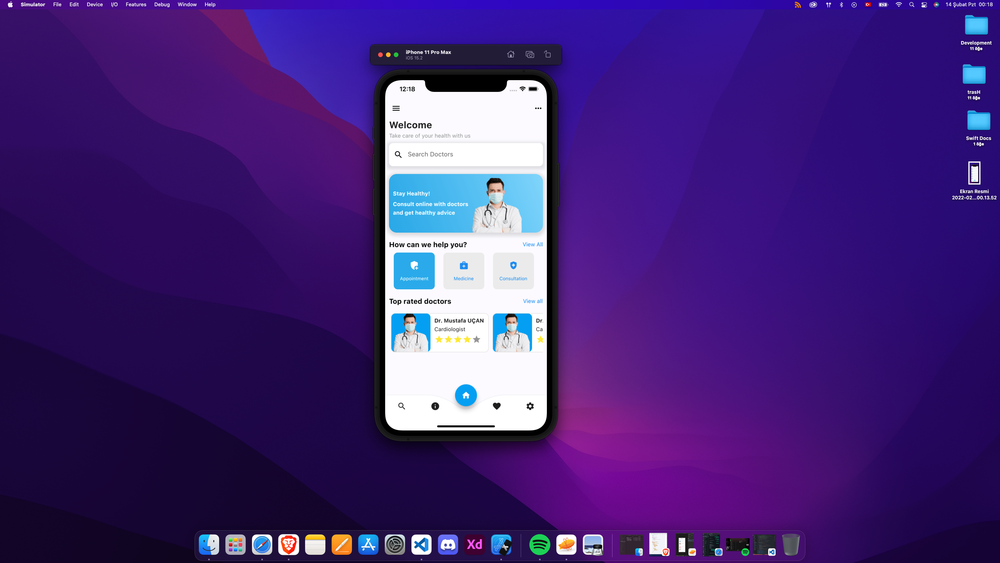 Simulator File Edit Device I/O Features Debug Window Help
14 Şubat Pzt 00:18
iPhone 11 Pro Max
iOS 15.2
12:18
Welcome
Take care of your health with us
Search Doctors
Stay Healthy!
Consult online with doctors
and get healthy advice
How can we help you?
View All
Appointment
Medicine
Consultation
Top rated doctors
View all
Dr. Mustafa UÇAN
Cardiologist
Dr.
Ca
Development
11 öğe
trasH
11 öğe
Swift Docs
1 öğe
Ekran Resmi
2022-02...00.13.52
Xd